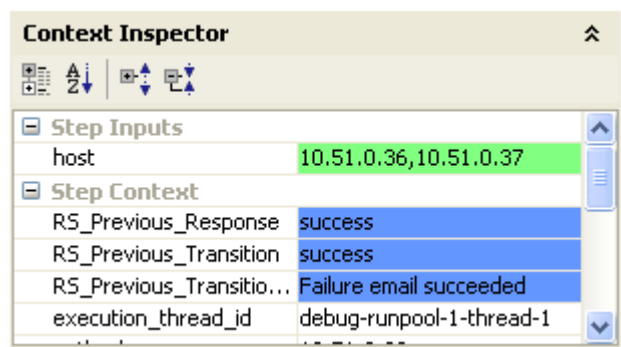 Context Inspector
Step Inputs
host 10.51.0.36,10.51.0.37
Step Context
RS_Previous_Response success
RS_Previous_Transition success
RS_Previous_Transitio... Failure email succeeded
execution_thread_id debug-runpool-1-thread-1